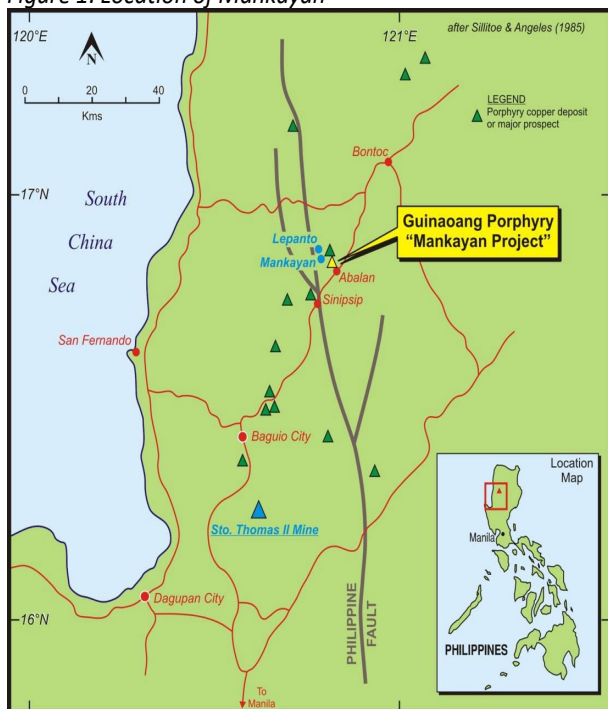 Figure 1: Location of Mankayan
120°E
121°E
after Sillitoe & Angeles (1985)
N
0 20 40
Kms
LEGEND
Porphyry copper deposit
or major prospect
Bontoc
17°N
South
China
Sea
Guinaoang Porphyry
"Mankayan Project"
Lepanto
Mankayan
Abalan
Sinipsip
San Fernando
Baguio City
Location
Map
Manila
Sto. Thomas II Mine
PHILIPPINE
FAULT
Dagupan City
16°N
PHILIPPINES
To
Manila